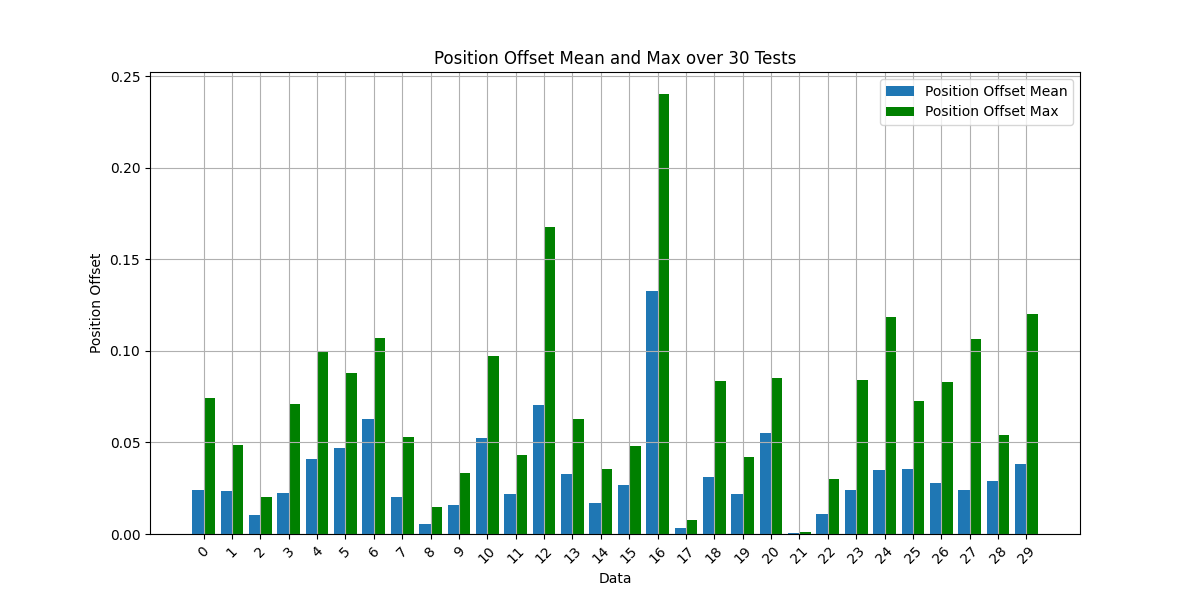 Position Offset Mean and Max over 30 Tests
Position Offset Mean
Position Offset Max
0.25
0.20
0.15
0.10
0.05
0.00
Position Offset
0 1 2 3 4 5 6 7 8 9 10 11 12 13 14 15 16 17 18 19 20 21 22 23 24 25 26 27 28 29
Data